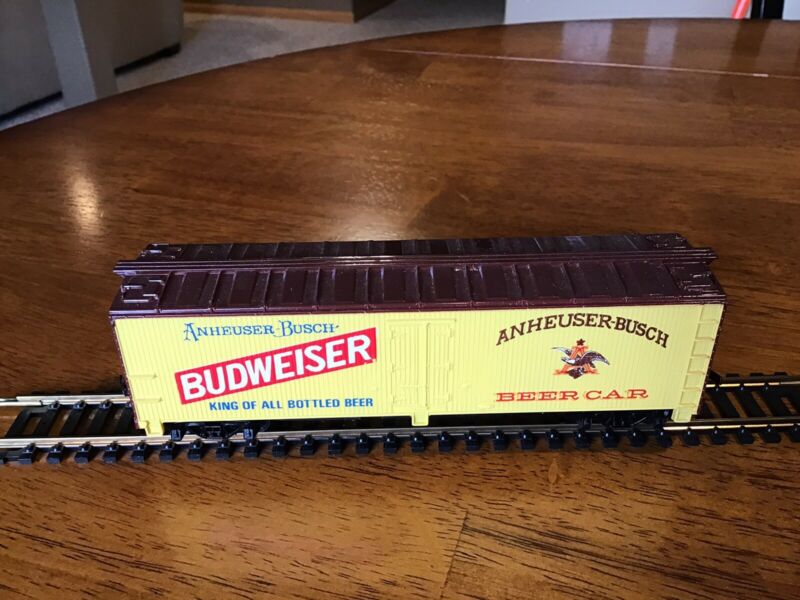 ANHEUSER-BUSCH
BUDWEISER
KING OF ALL BOTTLED BEER
ANHEUSER-BUSCH
A
BEER CAR